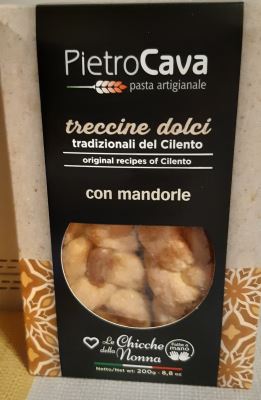 PietroCava
pasta artigianale
treccine dolci
tradizionali del Cilento
original recipes of Cilento
con mandorle
Le Chicche
della Nonna
Fatte a
mano
Netto/Net wt: 200g - 8,8 oz